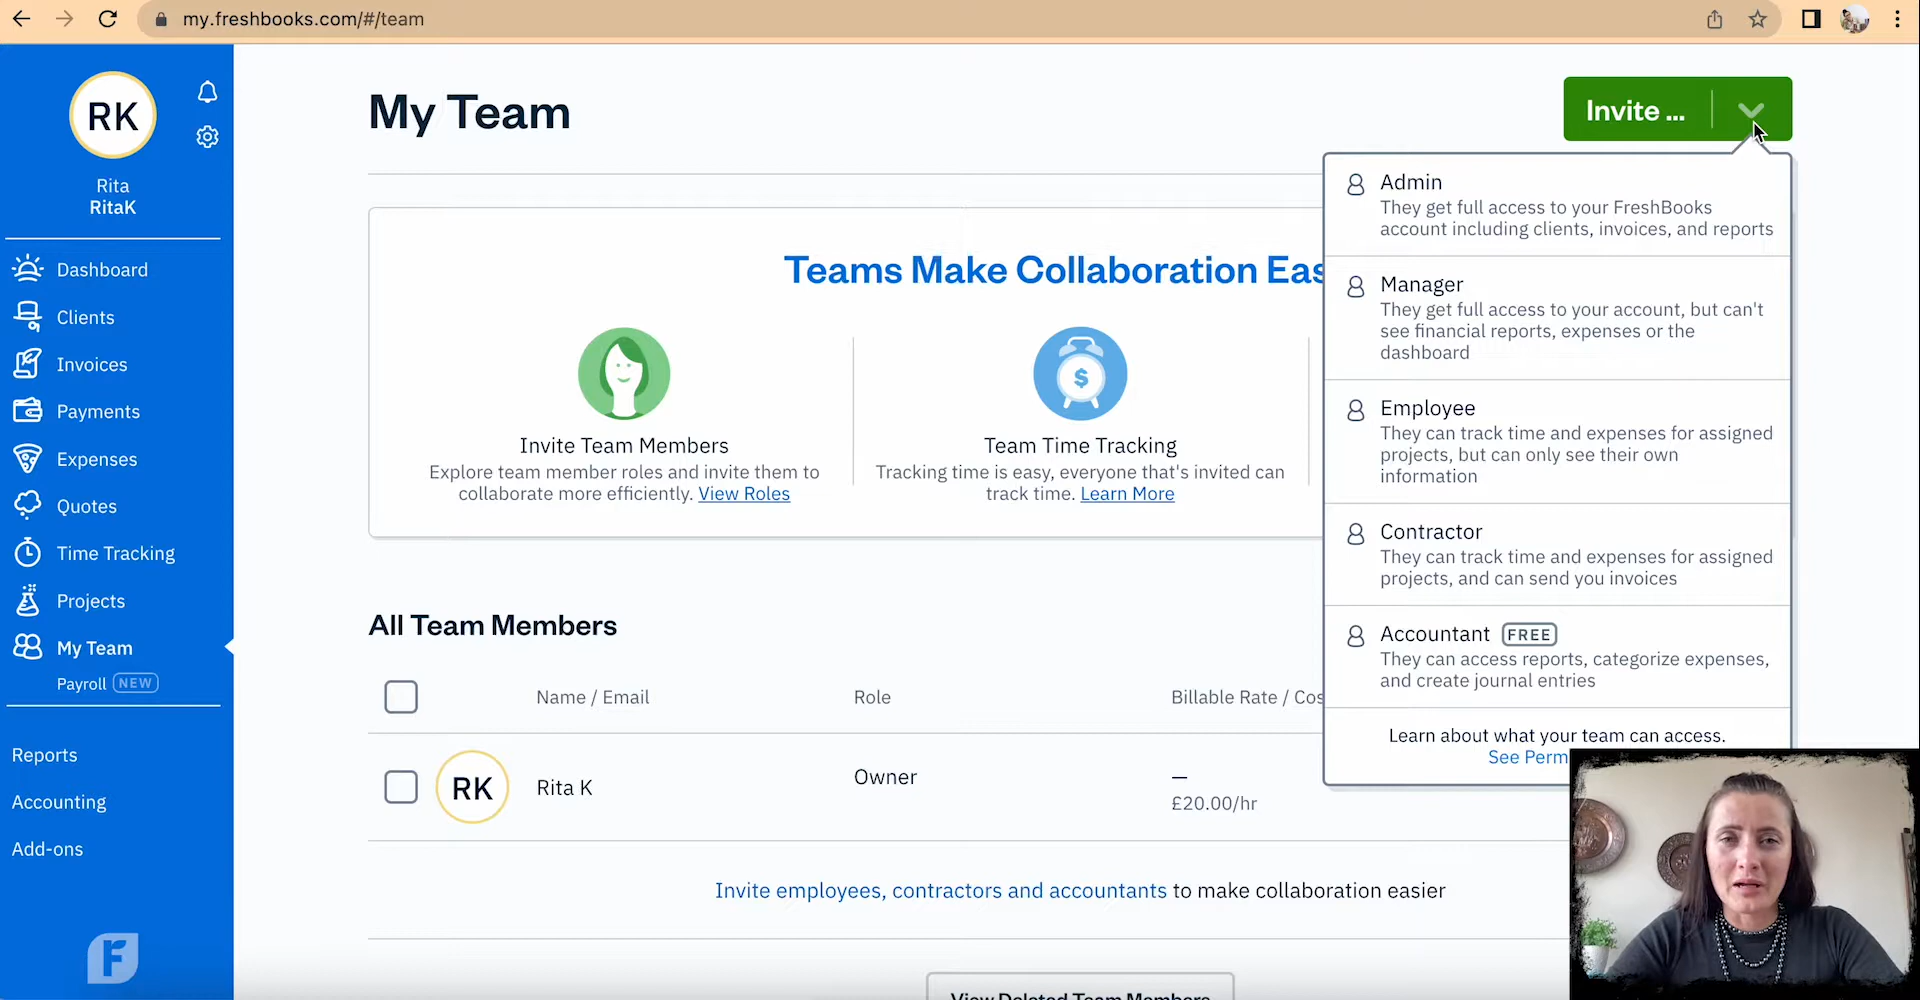 my.freshbooks.com/#/team
RK
Rita
RitaK
Dashboard
Clients
Invoices
Payments
Expenses
Quotes
Time Tracking
Projects
My Team
Payroll NEW
Reports
Accounting
Add-ons
My Team
Invite ...
Teams Make Collaboration Eas
Invite Team Members
Explore team member roles and invite them to
collaborate more efficiently. View Roles
Team Time Tracking
Tracking time is easy, everyone that's invited can
track time. Learn More
Admin
They get full access to your FreshBooks
account including clients, invoices, and reports
Manager
They get full access to your account, but can't
see financial reports, expenses or the
dashboard
Employee
They can track time and expenses for assigned
projects, but can only see their own
information
Contractor
They can track time and expenses for assigned
projects, and can send you invoices
Accountant FREE
They can access reports, categorize expenses,
and create journal entries
Learn about what your team can access.
See Perm
All Team Members
Name / Email Role Billable Rate / Cos
RK Rita K Owner —
£20.00/hr
Invite employees, contractors and accountants to make collaboration easier
View Deleted Team Members